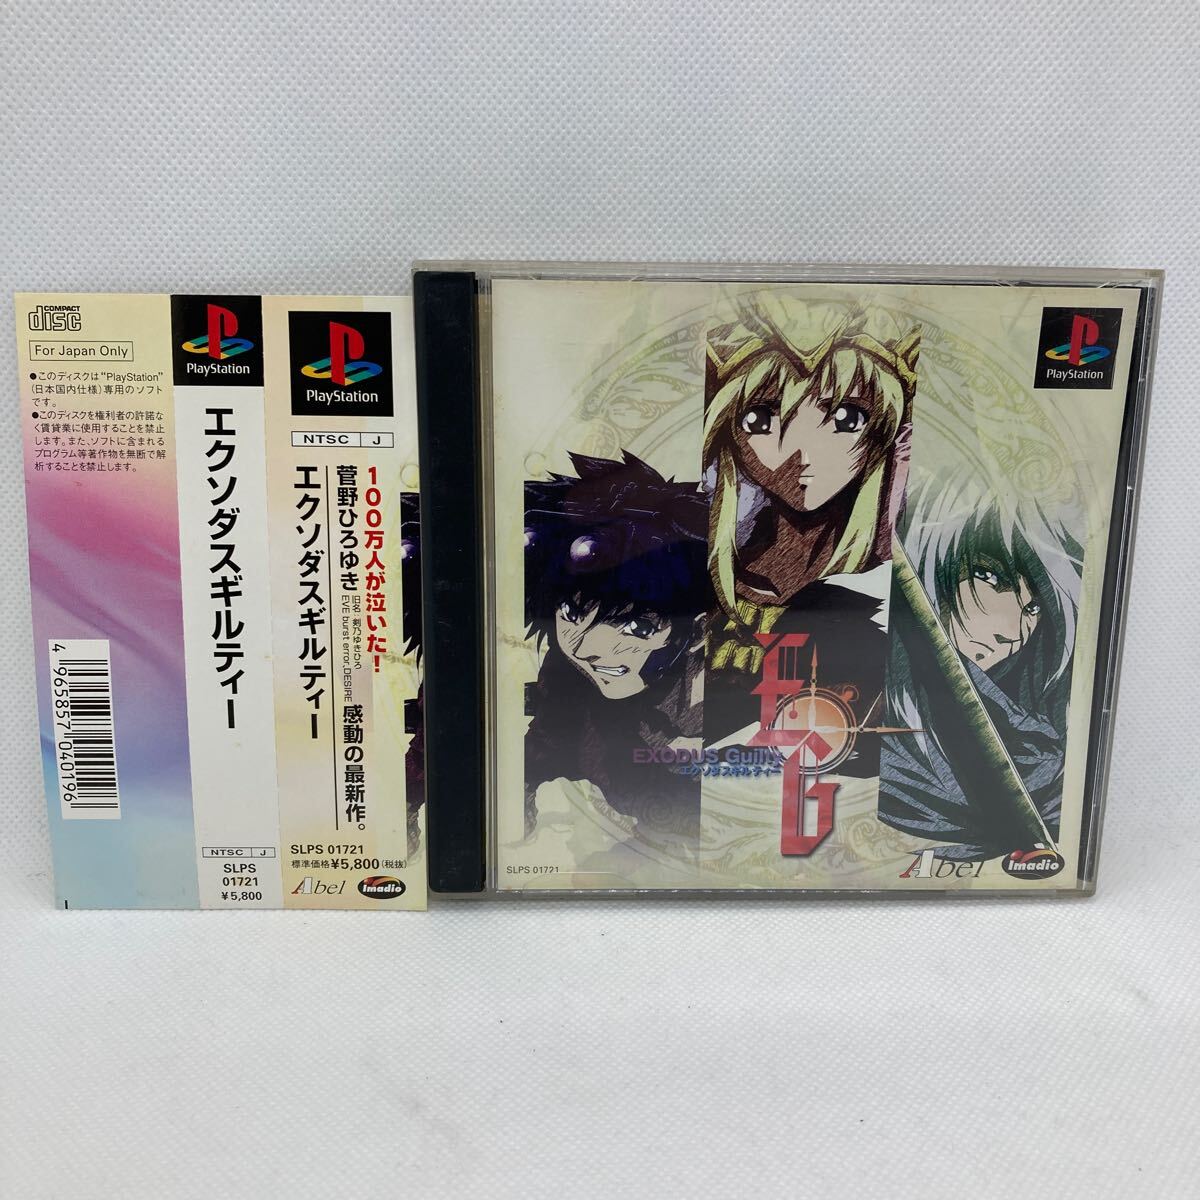 COMPACT
disc
For Japan Only
●このディスクは“PlayStation”
(日本国内仕様)専用のソフト
です。
●このディスクを権利者の許諾な
く賃貸業に使用することを禁止
します。また、ソフトに含まれる
プログラム等著作物を無断で解
析することを禁止します。
4965857040196
PlayStation
エクソダスギルティー
NTSC J
SLPS
01721
¥5,800
PlayStation
NTSC J
100万人が泣いた!
菅野ひろゆき
旧名:剣乃ゆきひろ
EVE burst error, DESIRE
感動の最新作。
エクソダスギルティー
SLPS 01721
標準価格¥5,800(税抜)
Abel
Imadio
PlayStation
EG
EXODUS Guilty
エクソダスギルティー
SLPS 01721
Abel
Imadio